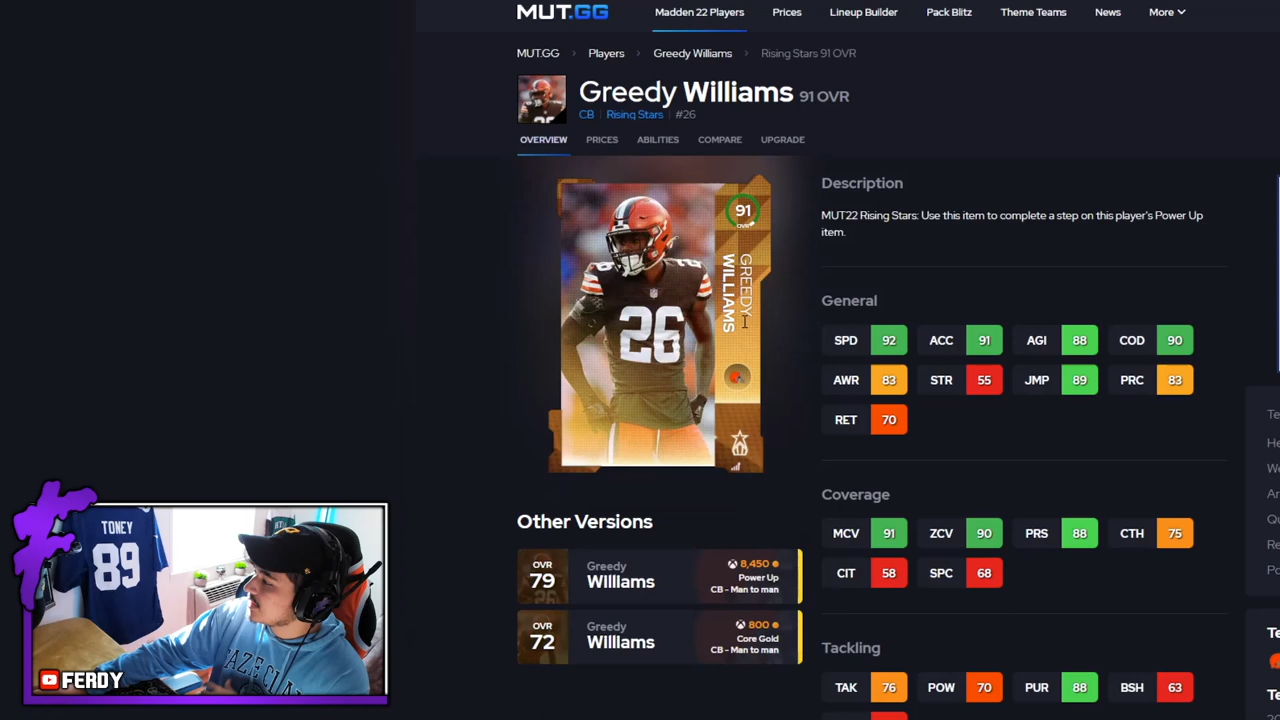 MUT.GG
Madden 22 Players
Prices
Lineup Builder
Pack Blitz
Theme Teams
News
More
MUT.GG > Players > Greedy Williams > Rising Stars 91 OVR
Greedy Williams 91 OVR
CB | Rising Stars | #26
OVERVIEW
PRICES
ABILITIES
COMPARE
UPGRADE
91
OVR
GREEDY
WILLIAMS
26
Description
MUT22 Rising Stars: Use this item to complete a step on this player's Power Up
item.
General
SPD 92 ACC 91 AGI 88 COD 90
AWR 83 STR 55 JMP 89 PRC 83
RET 70
Coverage
MCV 91 ZCV 90 PRS 88 CTH 75
CIT 58 SPC 68
Tackling
TAK 76 POW 70 PUR 88 BSH 63
Other Versions
OVR
79
Greedy
Williams
8,450
Power Up
CB - Man to man
OVR
72
Greedy
Williams
800
Core Gold
CB - Man to man
TONEY
89
FAZE CLAN
FERDY